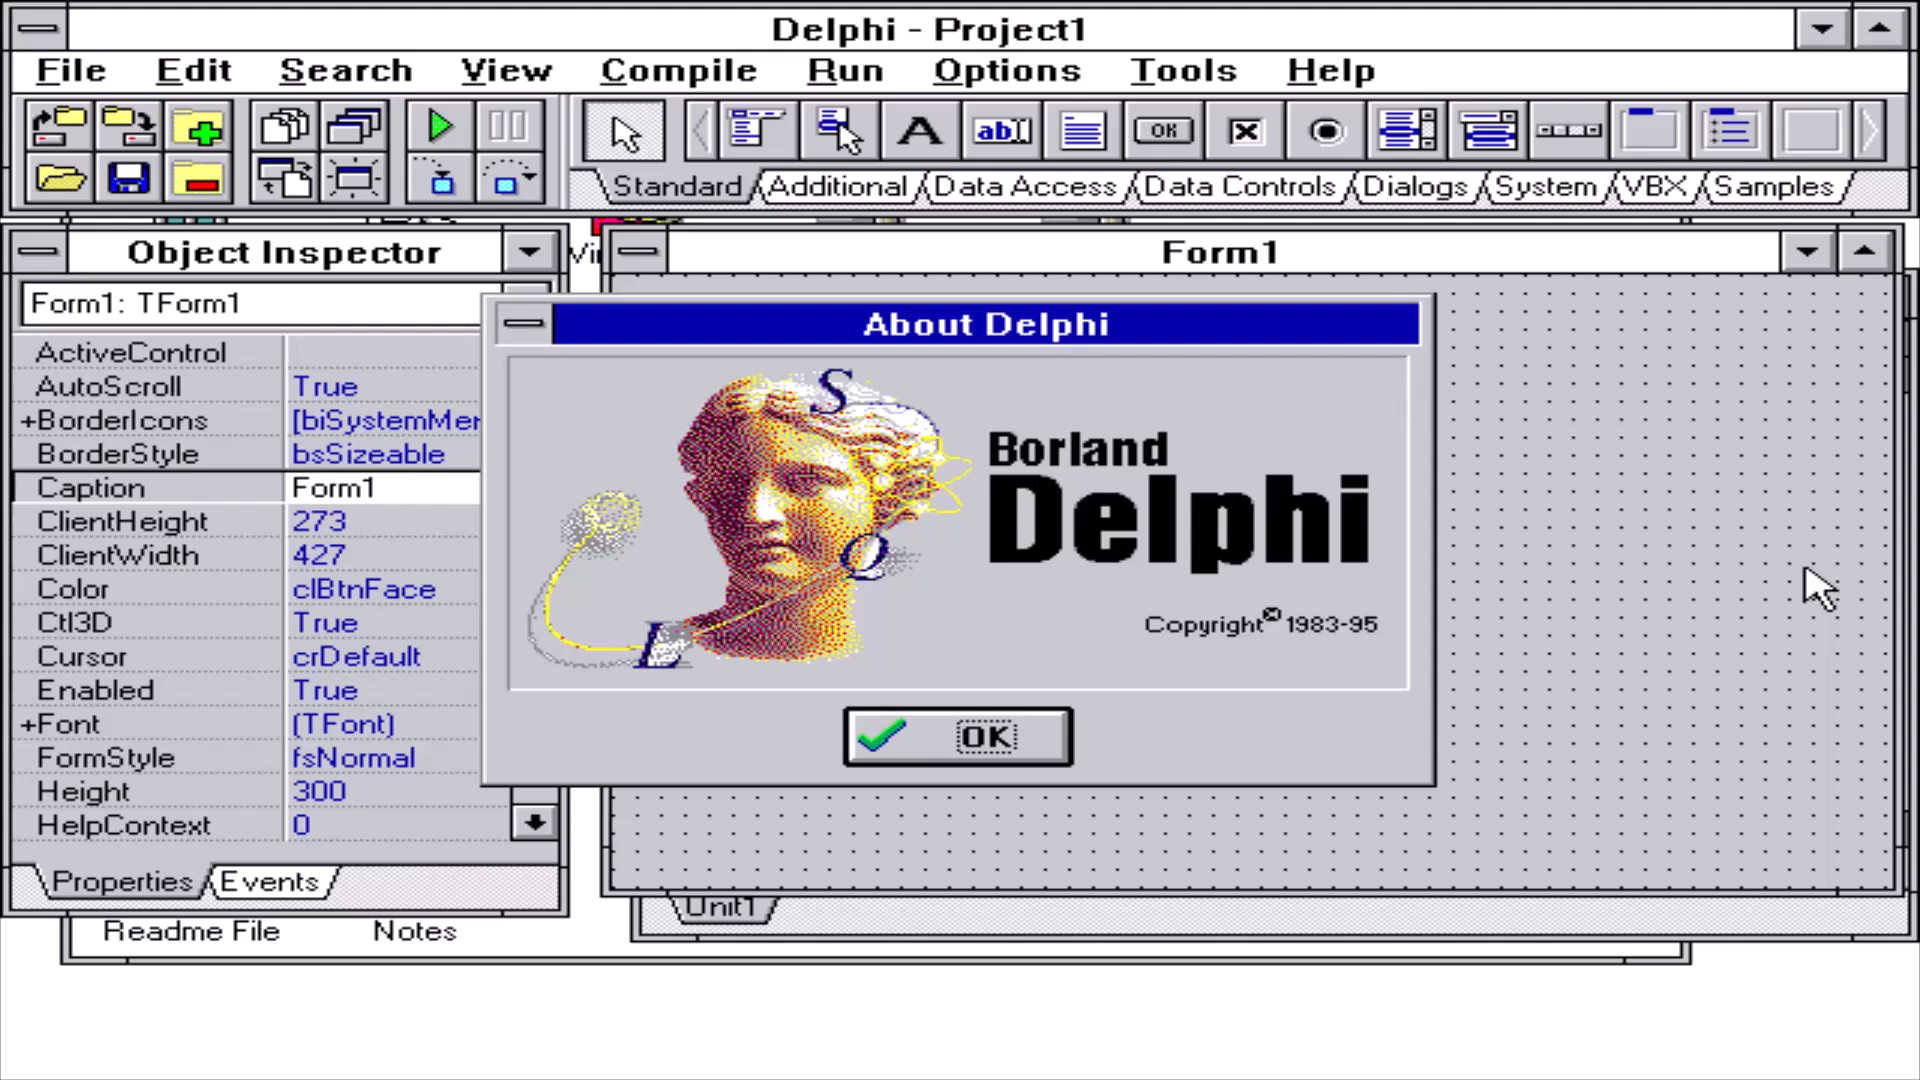 Delphi - Project1
File Edit Search View Compile Run Options Tools Help
A ab OK
Standard Additional Data Access Data Controls Dialogs System VBX Samples
Object Inspector
Form1
Form1: TForm1
About Delphi
ActiveControl
AutoScroll True
+BorderIcons [biSystemMer
BorderStyle bsSizeable
Caption Form1
ClientHeight 273
ClientWidth 427
Color clBtnFace
Ctl3D True
Cursor crDefault
Enabled True
+Font (TFont)
FormStyle fsNormal
Height 300
HelpContext 0
Properties Events
S
Q
L
Borland
Delphi
Copyright© 1983-95
OK
Unit1
Readme File Notes